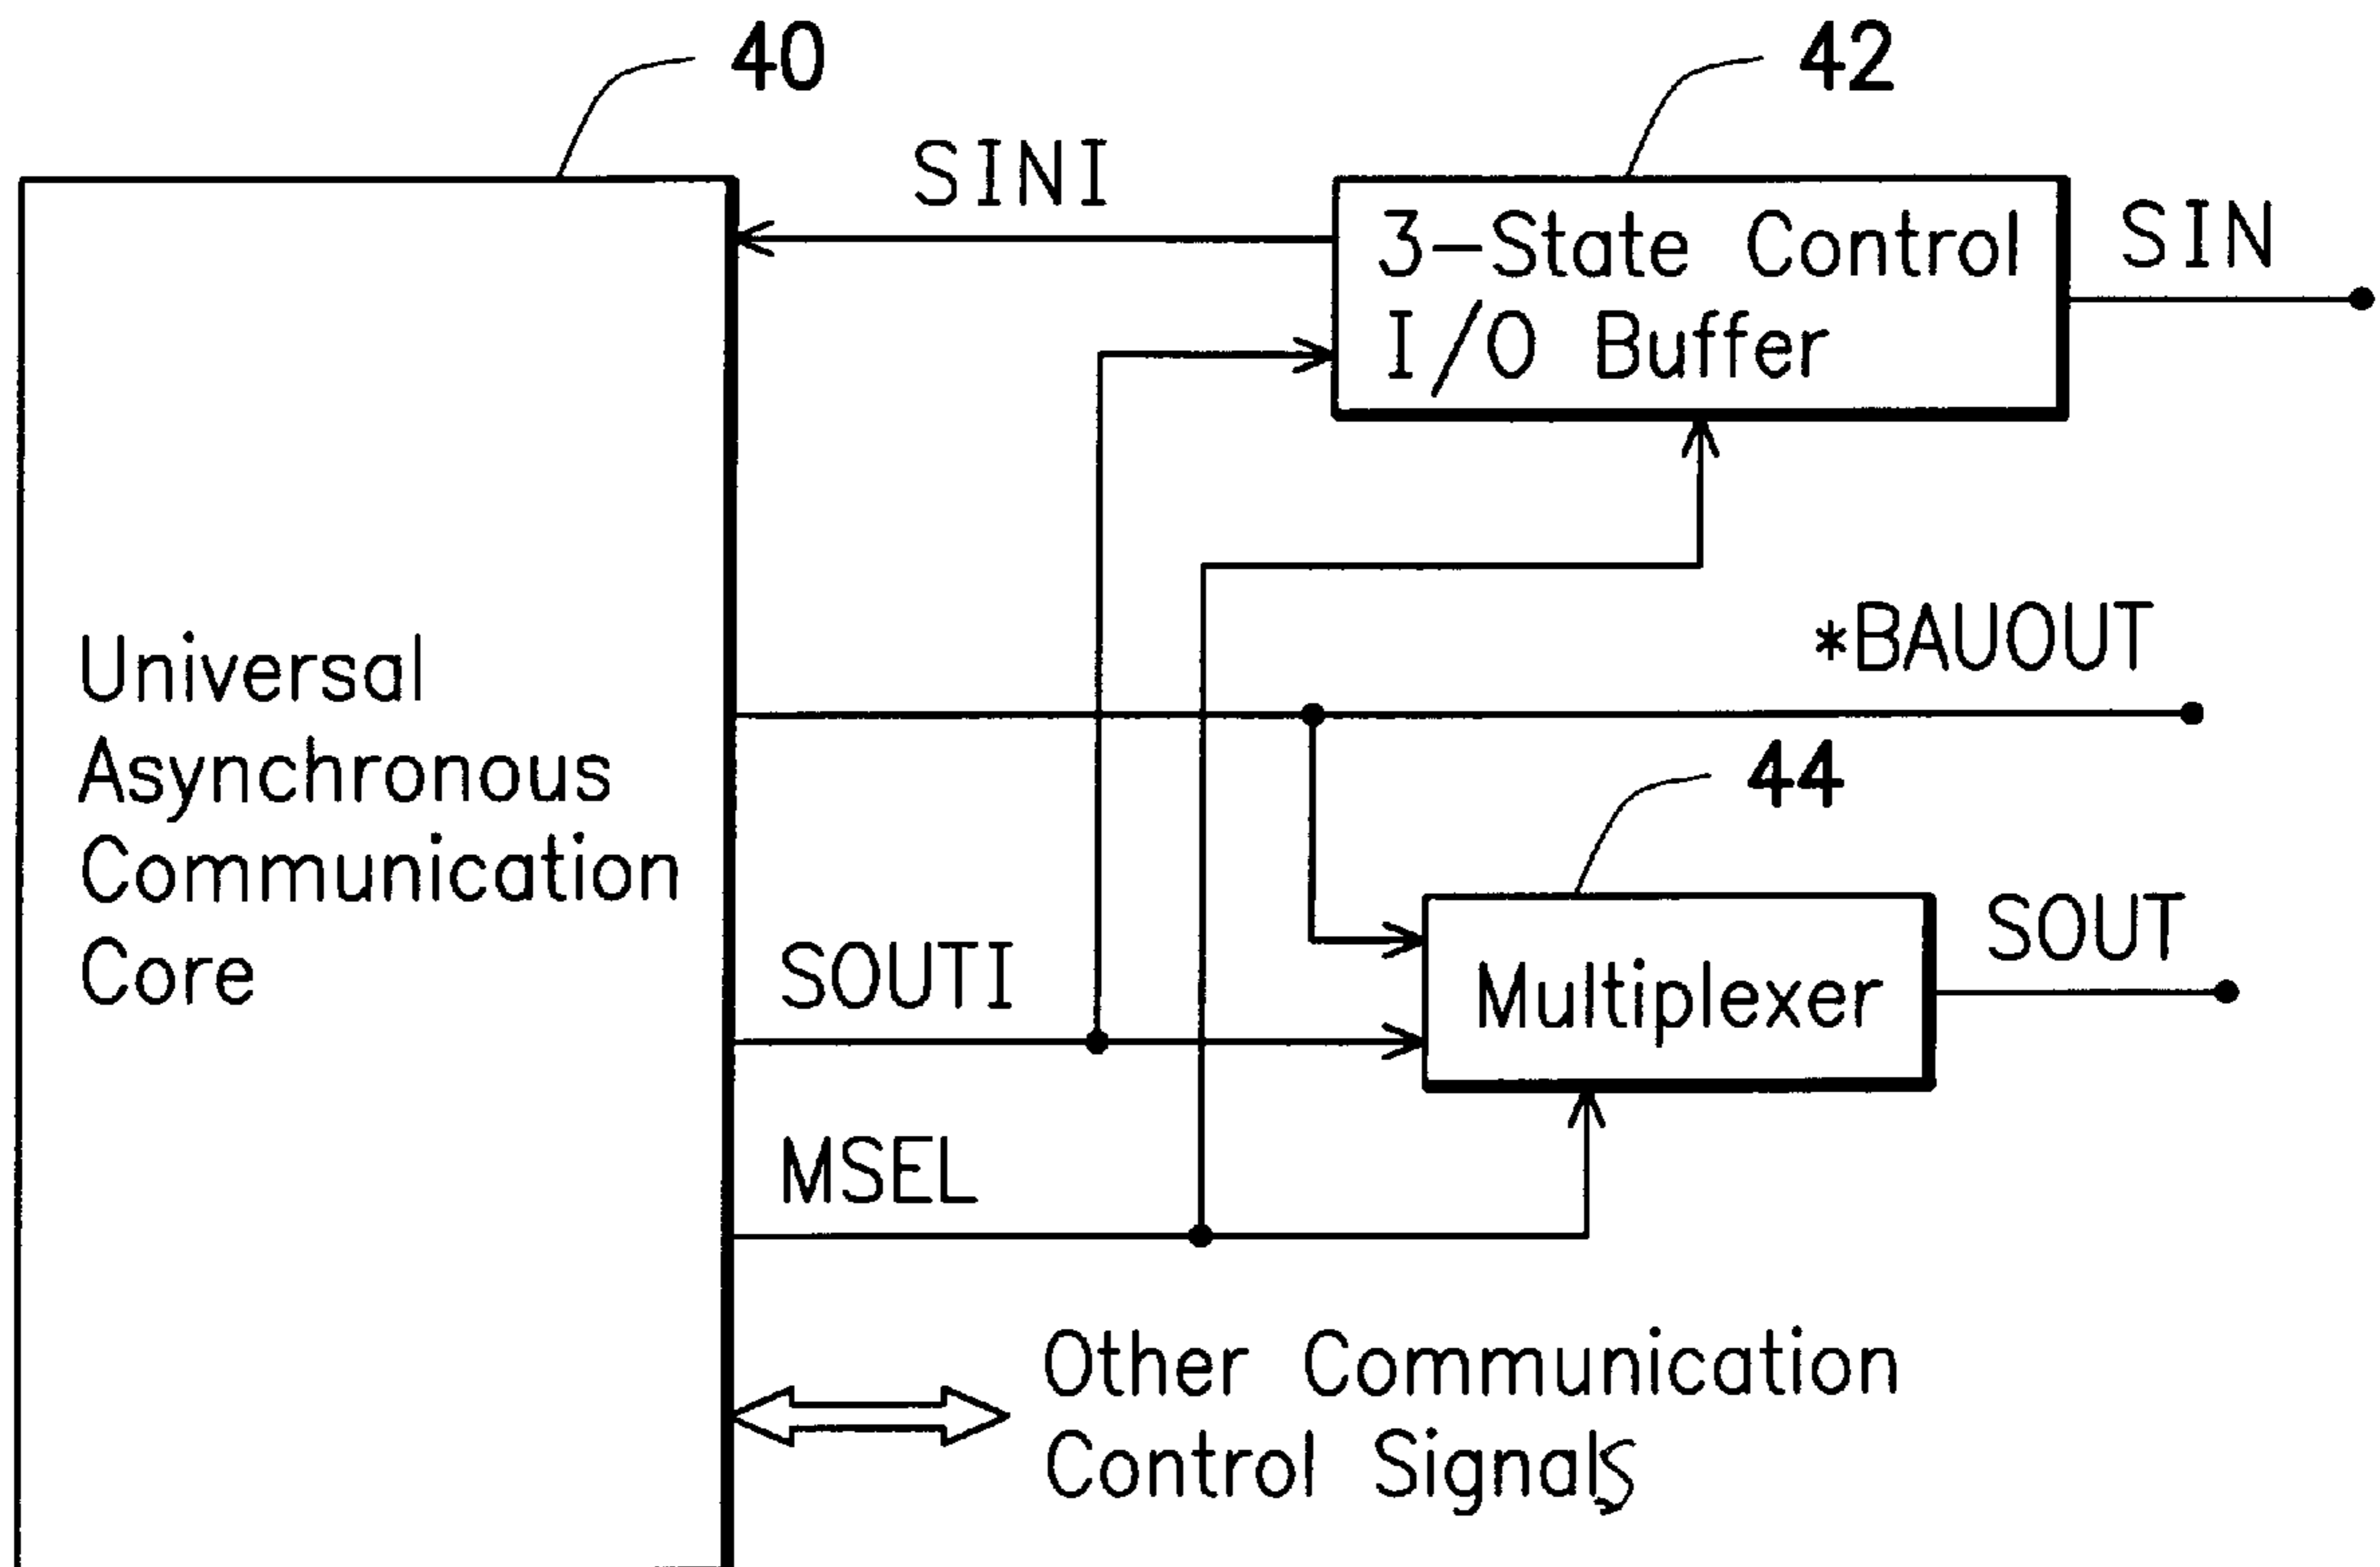 40
42
SINI
3-State Control
I/O Buffer
SIN
*BAUOUT
Universal
Asynchronous
Communication
Core
44
SOUTI
Multiplexer
SOUT
MSEL
Other Communication
Control Signals